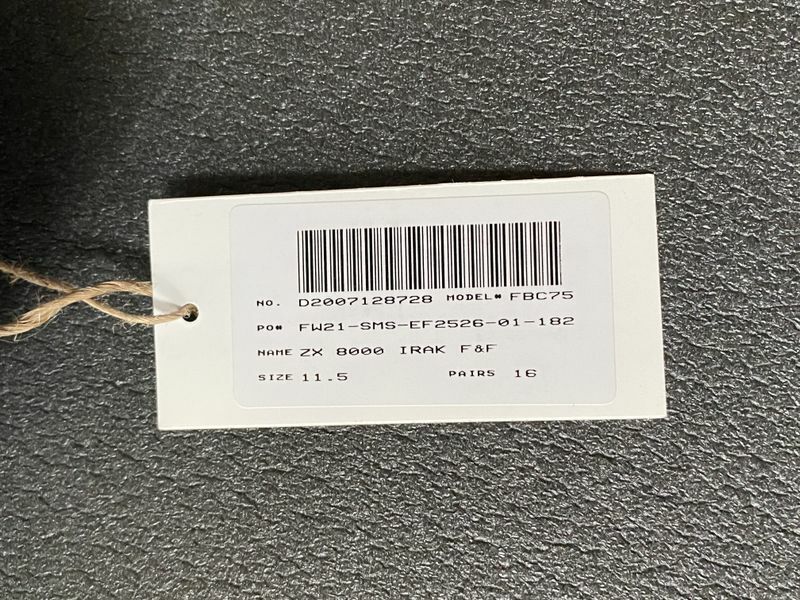 NO. D2007128728 MODEL# FBC75
PO# FW21-SMS-EF2526-01-182
NAME ZX 8000 IRAK F&F
SIZE 11.5 PAIRS 16